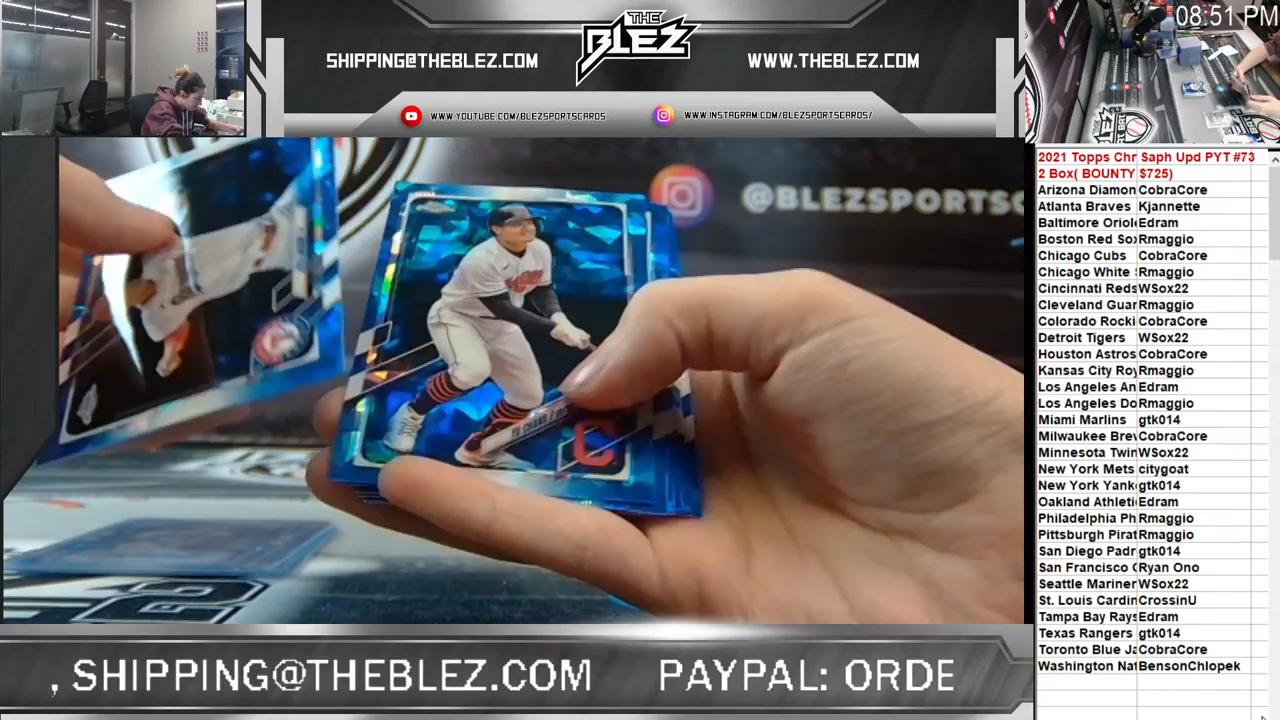 08:51 PM
THE
BLEZ
SHIPPING@THEBLEZ.COM
WWW.THEBLEZ.COM
WWW.YOUTUBE.COM/BLEZSPORTSCARDS
WWW.INSTAGRAM.COM/BLEZSPORTSCARDS/
@BLEZSPORTSC
C
2021 Topps Chr Saph Upd PYT #73
2 Box( BOUNTY $725)
Arizona Diamon CobraCore
Atlanta Braves Kjannette
Baltimore Oriol Edram
Boston Red So Rmaggio
Chicago Cubs CobraCore
Chicago White Rmaggio
Cincinnati Reds WSox22
Cleveland Guar Rmaggio
Colorado Rocki CobraCore
Detroit Tigers WSox22
Houston Astros CobraCore
Kansas City Roy Rmaggio
Los Angeles An Edram
Los Angeles Do Rmaggio
Miami Marlins gtk014
Milwaukee Brev CobraCore
Minnesota Twin WSox22
New York Mets citygoat
New York Yank gtk014
Oakland Athleti Edram
Philadelphia Ph Rmaggio
Pittsburgh Pirat Rmaggio
San Diego Padr gtk014
San Francisco Ryan Ono
Seattle Mariner WSox22
St. Louis Cardin CrossinU
Tampa Bay Rays Edram
Texas Rangers gtk014
Toronto Blue Ja CobraCore
Washington Nat BensonChlopek
, SHIPPING@THEBLEZ.COM PAYPAL: ORDE